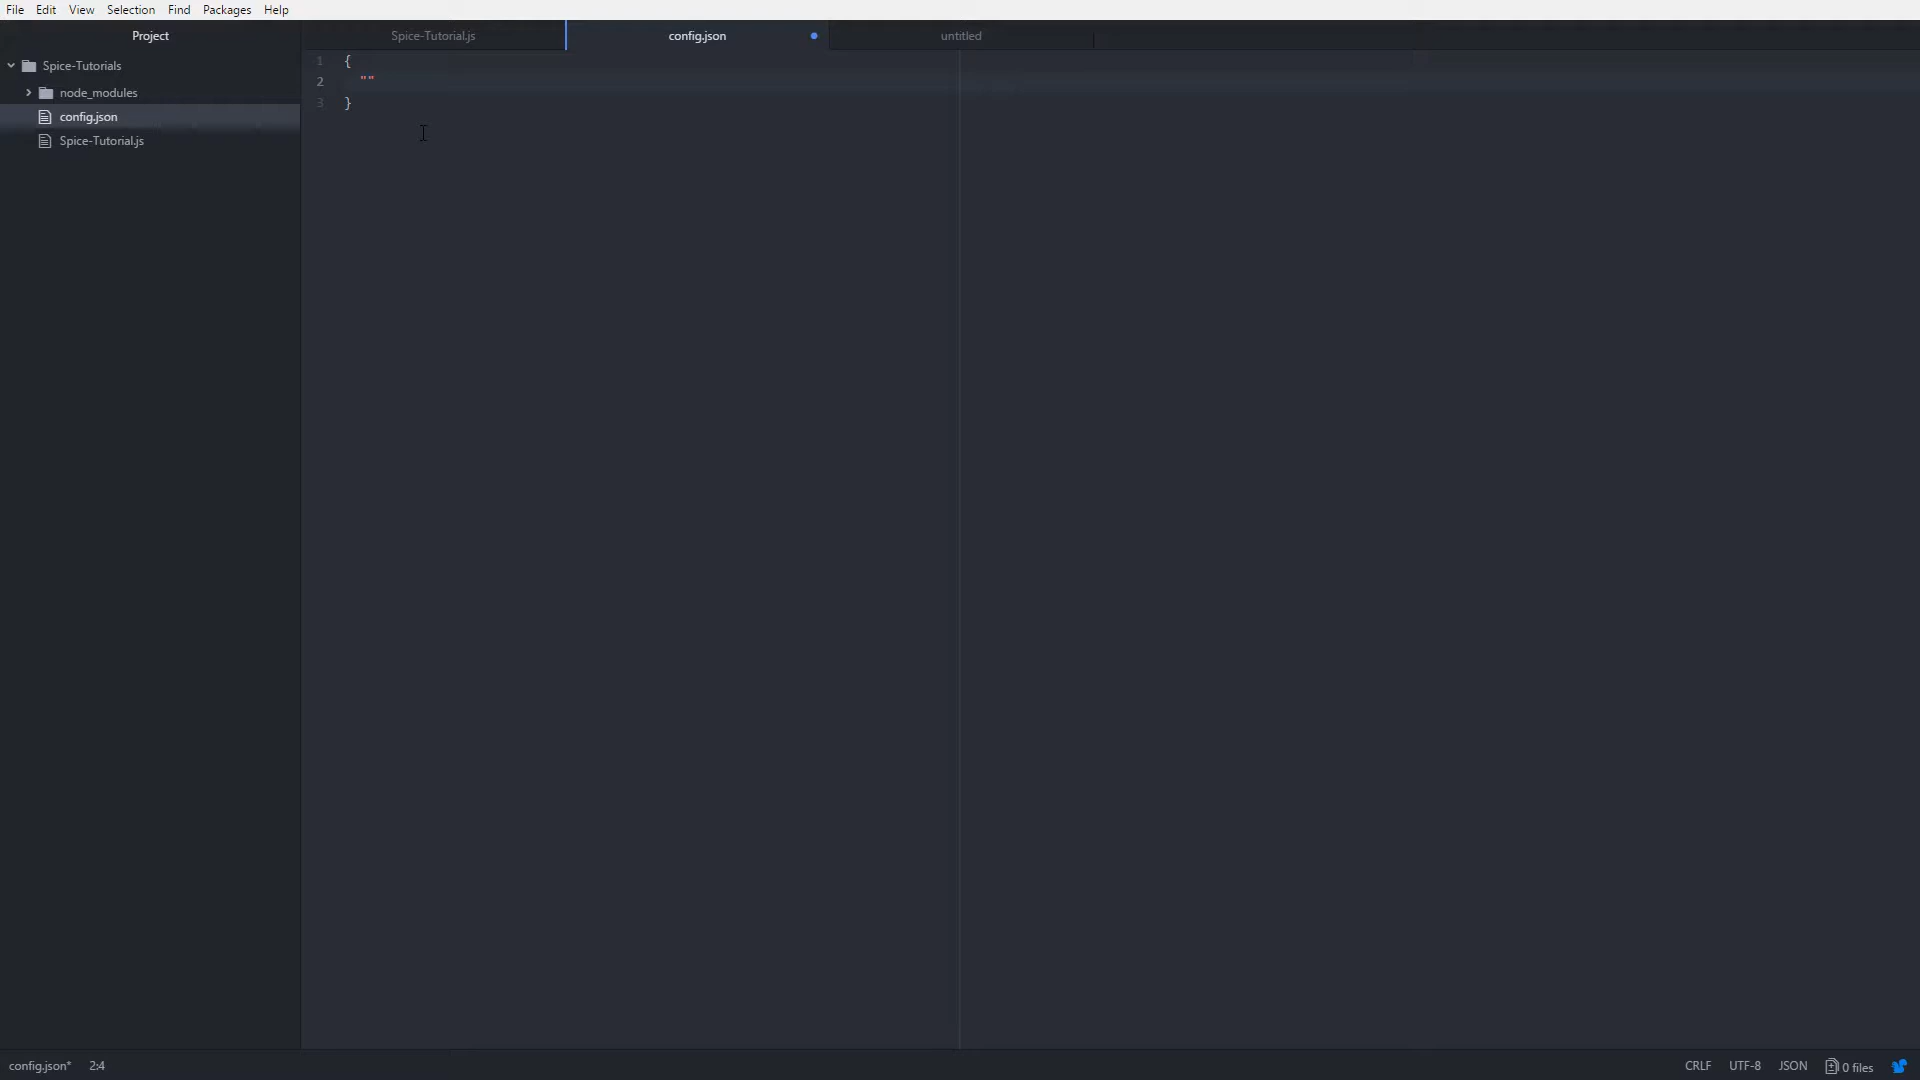 File Edit View Selection Find Packages Help
Project
Spice-Tutorial.js
config.json
untitled
Spice-Tutorials
node_modules
config.json
Spice-Tutorial.js
1 {
2 ""
3 }
config.json* 2:4
CRLF UTF-8 JSON 0 files